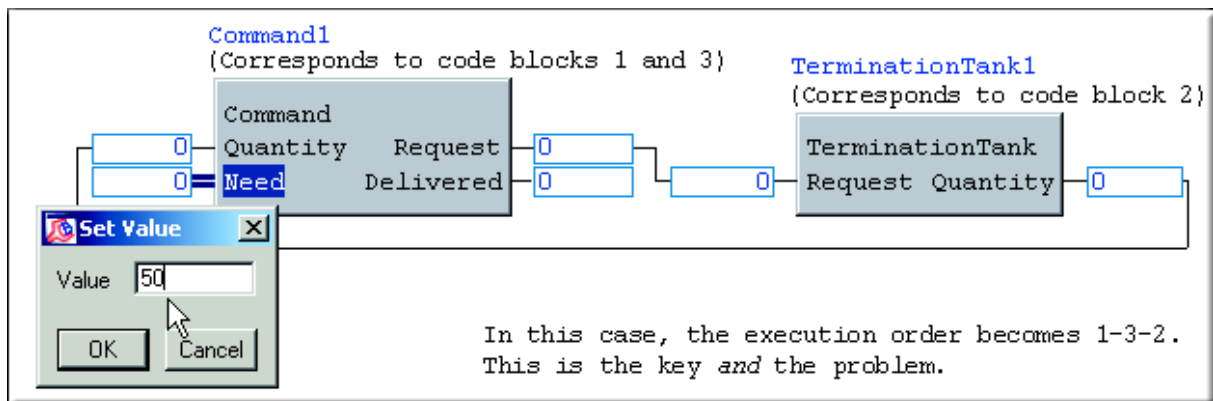 Command1
(Corresponds to code blocks 1 and 3)
TerminationTank1
(Corresponds to code block 2)
Command
0 Quantity Request 0
0 Need Delivered 0
TerminationTank
0 Request Quantity 0
Set Value
Value 50
OK Cancel
In this case, the execution order becomes 1-3-2.
This is the key and the problem.